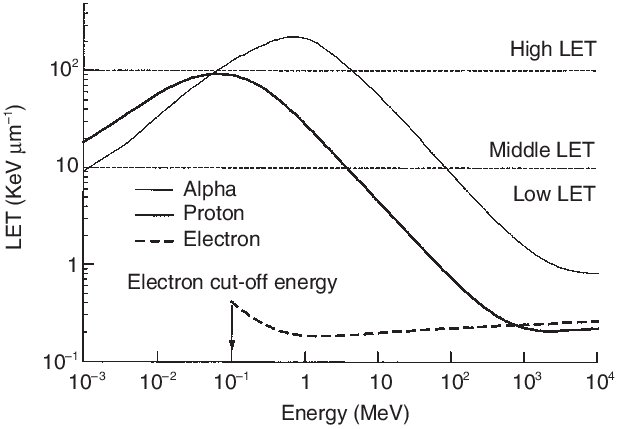 High LET
10²
Middle LET
10
Low LET
Alpha
Proton
Electron
1
Electron cut-off energy
10⁻¹
10⁻³
10⁻²
10⁻¹
1
10
10²
10³
10⁴
Energy (MeV)
LET (KeV μm⁻¹)